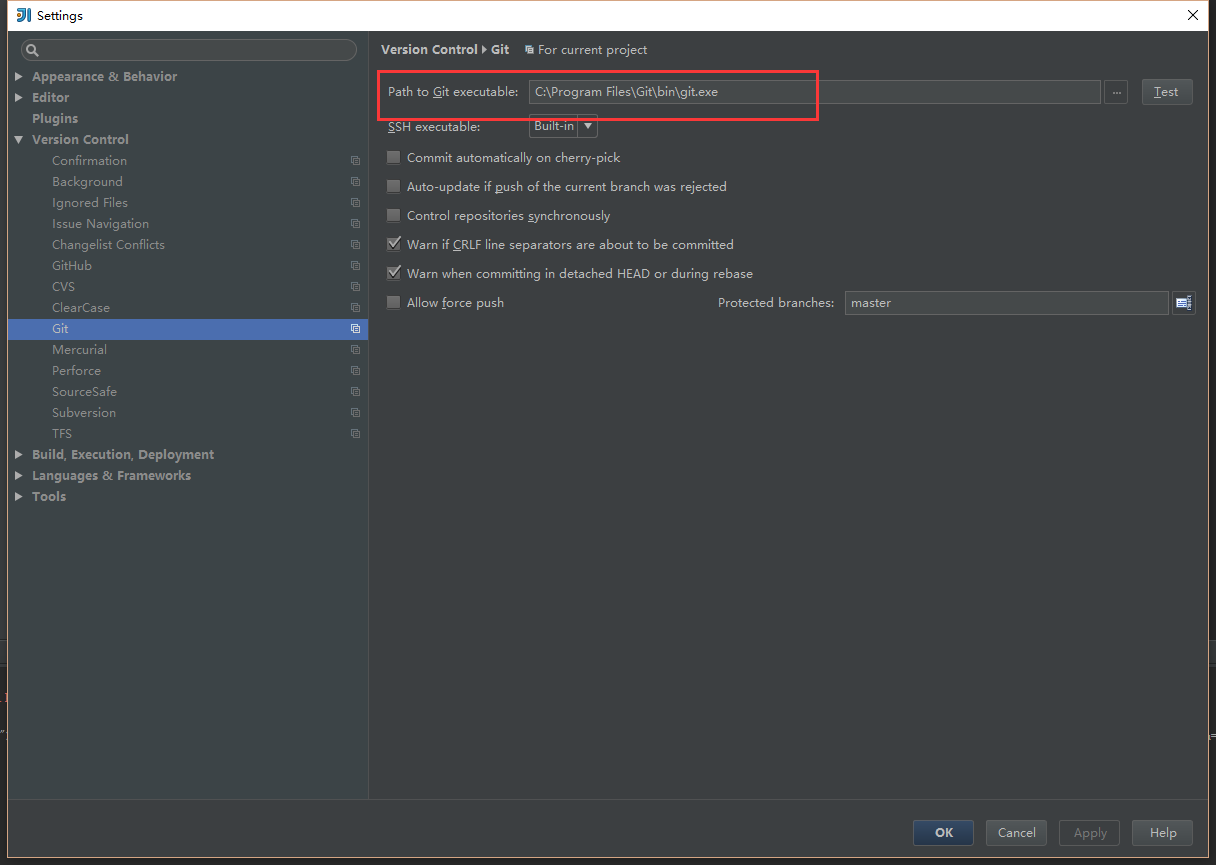 Settings
Appearance & Behavior
Editor
Plugins
Version Control
Confirmation
Background
Ignored Files
Issue Navigation
Changelist Conflicts
GitHub
CVS
ClearCase
Git
Mercurial
Perforce
SourceSafe
Subversion
TFS
Build, Execution, Deployment
Languages & Frameworks
Tools
Version Control Git For current project
Path to Git executable: C:\Program Files\Git\bin\git.exe ... Test
SSH executable: Built-in
Commit automatically on cherry-pick
Auto-update if push of the current branch was rejected
Control repositories synchronously
Warn if CRLF line separators are about to be committed
Warn when committing in detached HEAD or during rebase
Allow force push Protected branches: master
OK Cancel Apply Help